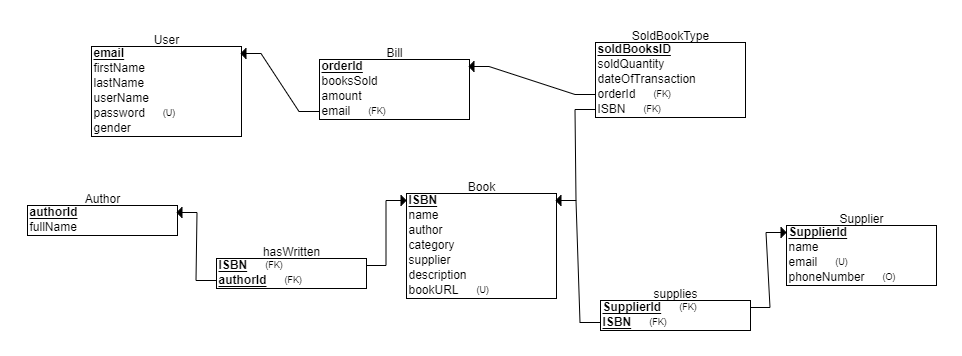 User
email
firstName
lastName
userName
password (U)
gender
Bill
orderId
booksSold
amount
email (FK)
SoldBookType
soldBooksID
soldQuantity
dateOfTransaction
orderId (FK)
ISBN (FK)
Author
authorId
fullName
hasWritten
ISBN (FK)
authorId (FK)
Book
ISBN
name
author
category
supplier
description
bookURL (U)
Supplier
SupplierId
name
email (U)
phoneNumber (O)
supplies
SupplierId (FK)
ISBN (FK)